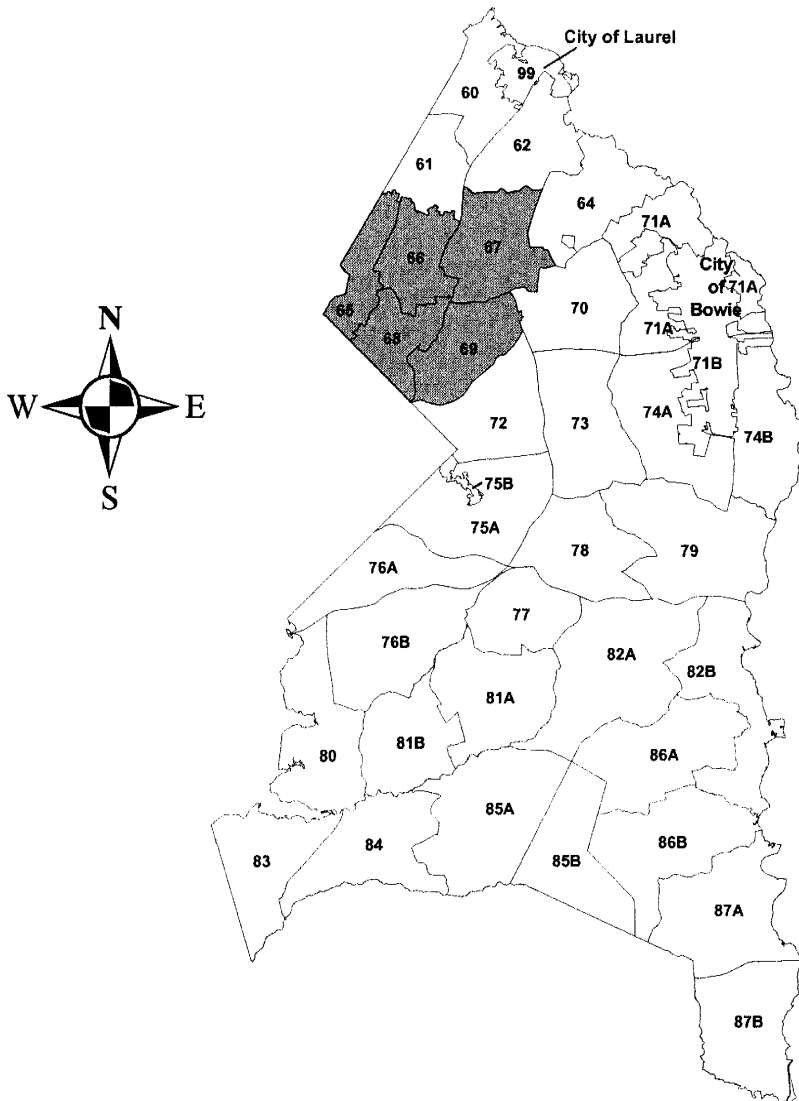 City of Laurel
99
60
62
61
64
71A
67
66
City
of 71A
Bowie
65
70
68
69
71A
71B
72
73
74A
74B
75B
75A
78
79
76A
77
76B
82A
82B
81A
80
81B
86A
85A
84
86B
83
85B
87A
87B
N
W E
S